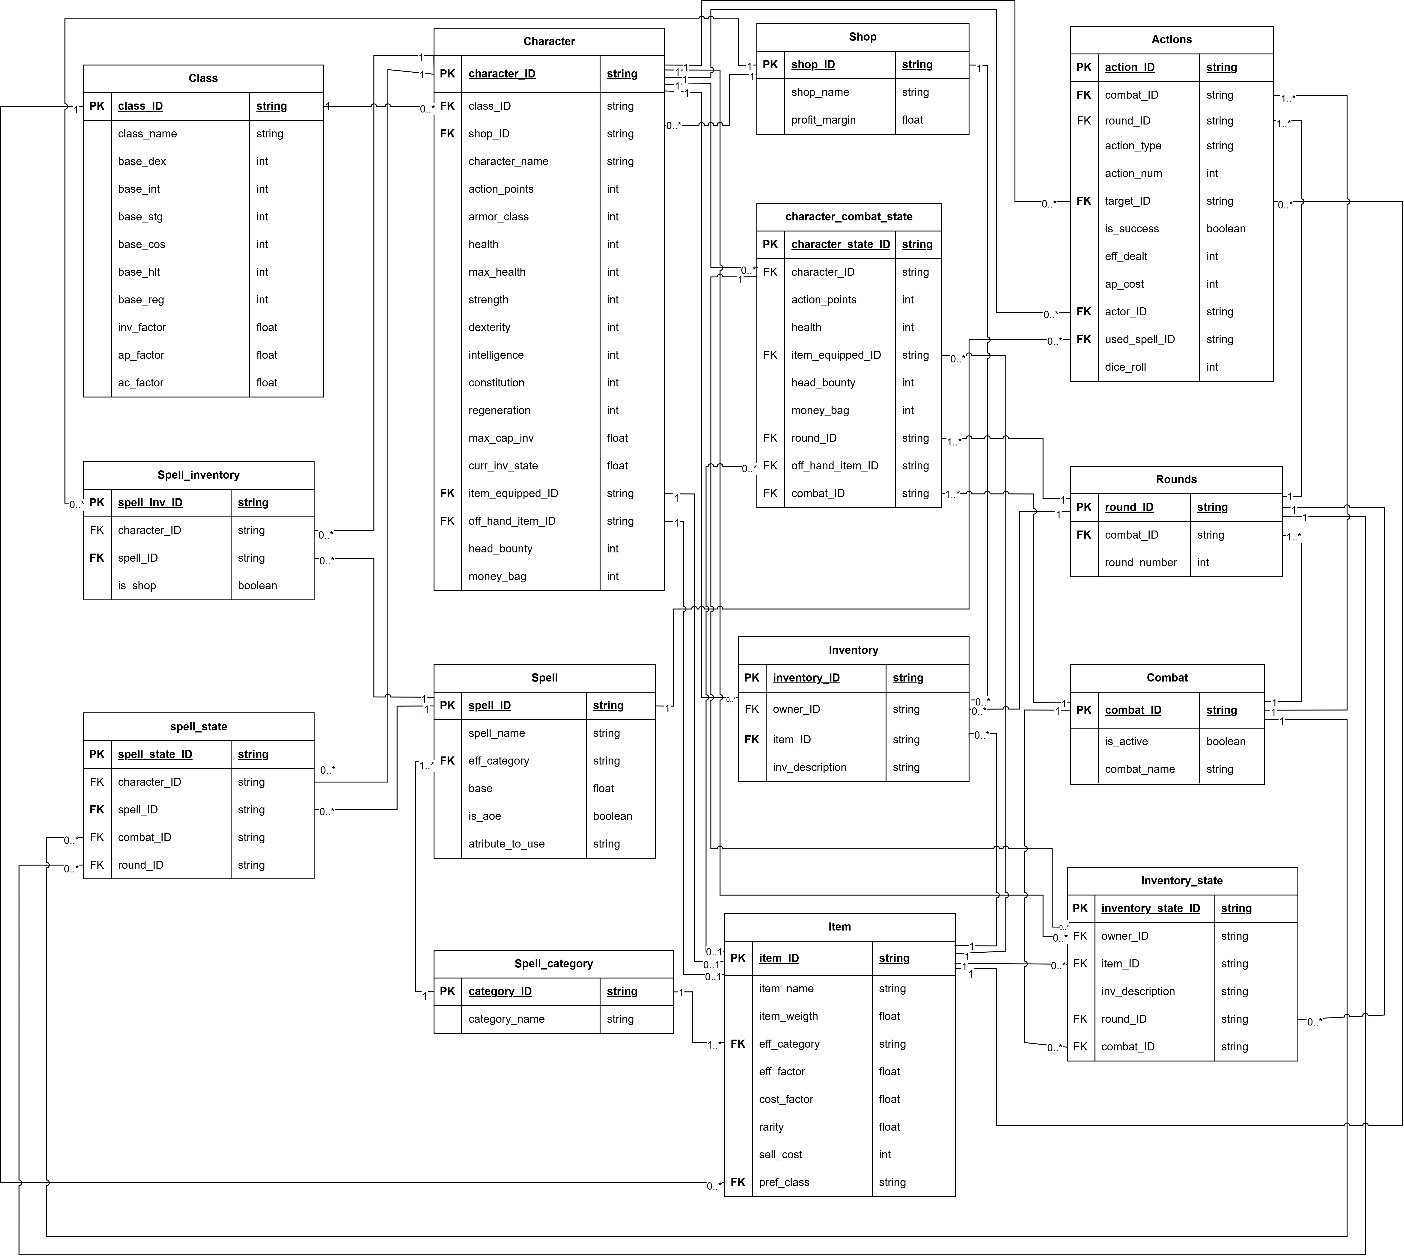 Class
PK class_ID string
class_name string
base_dex int
base_int int
base_stg int
base_cos int
base_hlt int
base_reg int
inv_factor float
ap_factor float
ac_factor float
Character
PK character_ID string
FK class_ID string
FK shop_ID string
character_name string
action_points int
armor_class int
health int
max_health int
strength int
dexterity int
intelligence int
constitution int
regeneration int
max_cap_inv float
curr_inv_state float
FK item_equipped_ID string
FK off_hand_item_ID string
head_bounty int
money_bag int
Shop
PK shop_ID string
shop_name string
profit_margin float
Actions
PK action_ID string
FK combat_ID string
FK round_ID string
action_type string
action_num int
FK target_ID string
is_success boolean
eff_dealt int
ap_cost int
FK actor_ID string
FK used_spell_ID string
dice_roll int
character_combat_state
PK character_state_ID string
FK character_ID string
action_points int
health int
FK item_equipped_ID string
head_bounty int
money_bag int
FK round_ID string
FK off_hand_item_ID string
FK combat_ID string
Spell_inventory
PK spell_Inv_ID string
FK character_ID string
FK spell_ID string
is_shop boolean
Rounds
PK round_ID string
FK combat_ID string
round_number int
Spell
PK spell_ID string
spell_name string
FK eff_category string
base float
is_aoe boolean
atribute_to_use string
Inventory
PK inventory_ID string
FK owner_ID string
FK item_ID string
inv_description string
Combat
PK combat_ID string
is_active boolean
combat_name string
spell_state
PK spell_state_ID string
FK character_ID string
FK spell_ID string
FK combat_ID string
FK round_ID string
Inventory_state
PK inventory_state_ID string
FK owner_ID string
FK item_ID string
inv_description string
FK round_ID string
FK combat_ID string
Spell_category
PK category_ID string
category_name string
Item
PK item_ID string
item_name string
item_weigth float
FK eff_category string
eff_factor float
cost_factor float
rarity float
sell_cost int
FK pref_class string